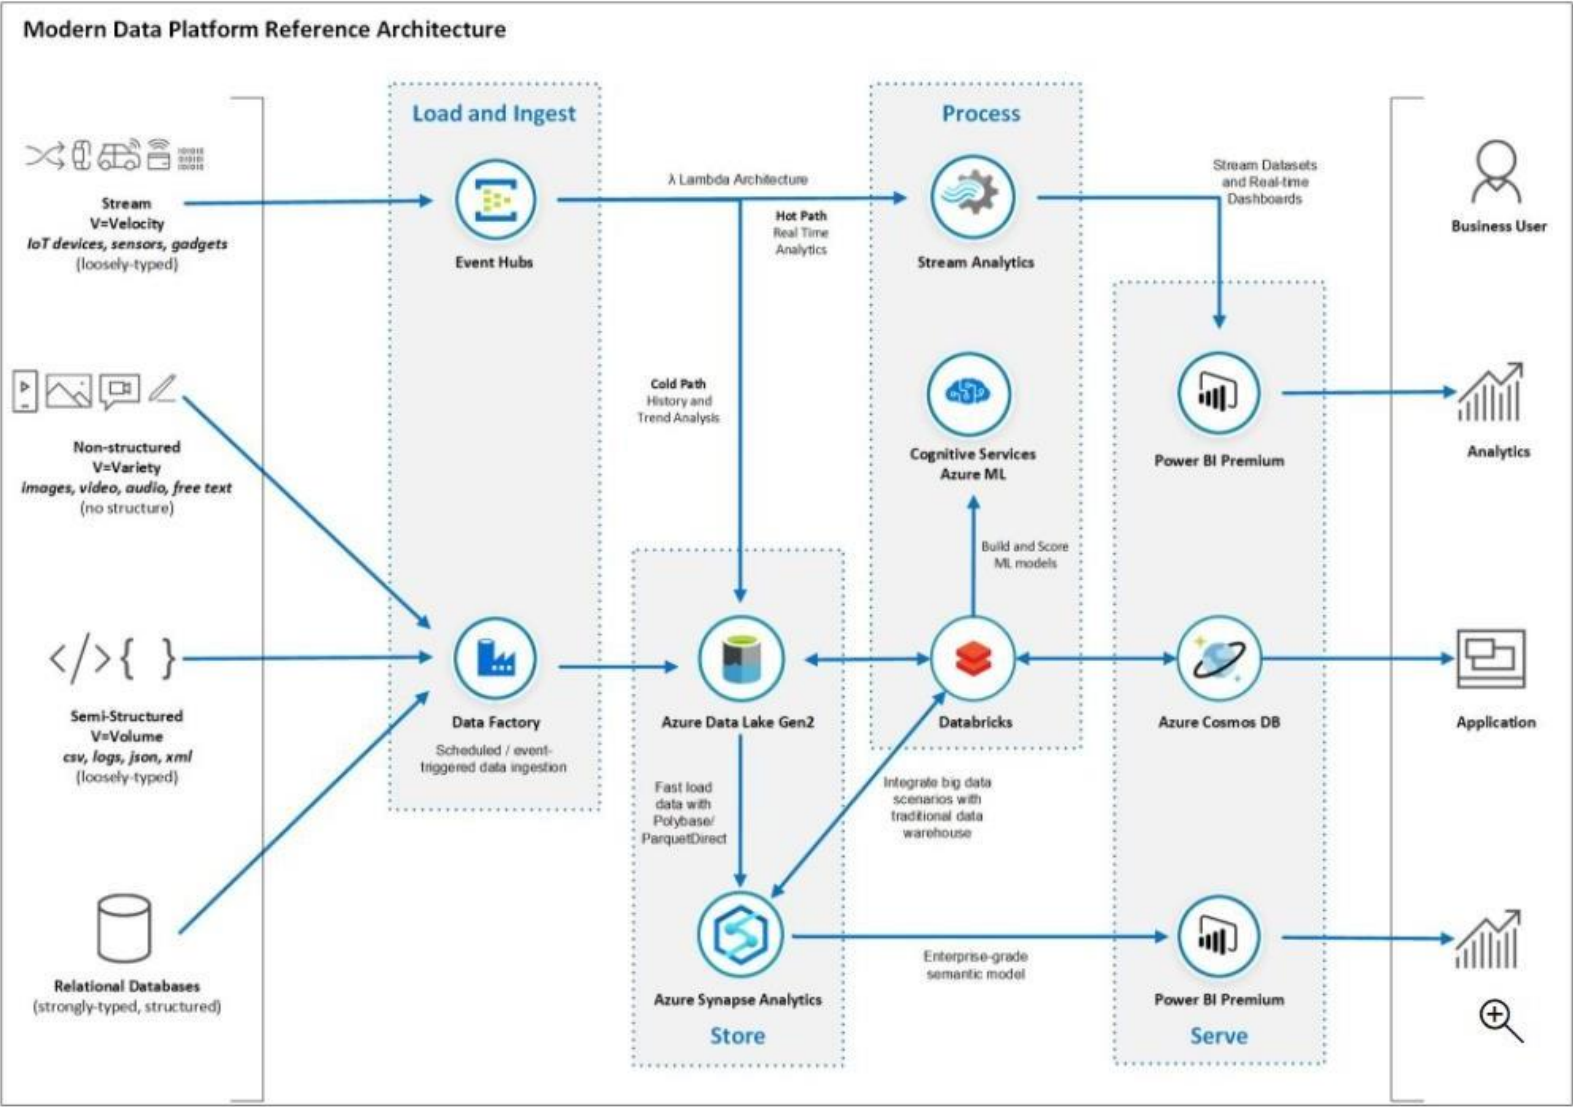 Modern Data Platform Reference Architecture
Load and Ingest
Process
Stream
V=Velocity
IoT devices, sensors, gadgets
(loosely-typed)
Event Hubs
λ Lambda Architecture
Hot Path
Real Time
Analytics
Stream Analytics
Stream Datasets
and Real-time
Dashboards
Business User
Non-structured
V=Variety
images, video, audio, free text
(no structure)
Cold Path
History and
Trend Analysis
Cognitive Services
Azure ML
Power BI Premium
Analytics
Build and Score
ML models
Semi-Structured
V=Volume
csv, logs, json, xml
(loosely-typed)
Data Factory
Scheduled / event-
triggered data ingestion
Azure Data Lake Gen2
Databricks
Azure Cosmos DB
Application
Fast load
data with
Polybase/
ParquetDirect
Integrate big data
scenarios with
traditional data
warehouse
Relational Databases
(strongly-typed, structured)
Azure Synapse Analytics
Enterprise-grade
semantic model
Power BI Premium
Store
Serve